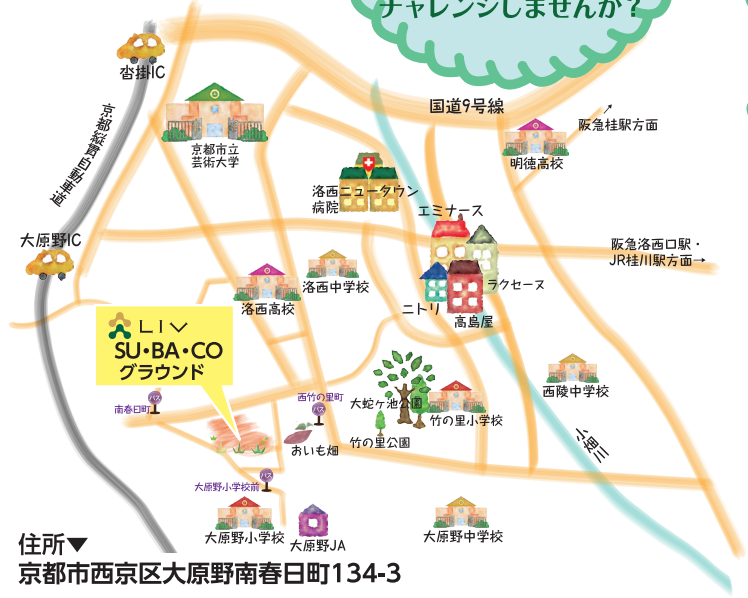 チャレンジしませんか？
沓掛IC
国道9号線
阪急桂駅方面
京都縦貫自動車道
京都市立
芸術大学
明徳高校
洛西ニュータウン
病院
エミナース
大原野IC
阪急洛西口駅・
JR桂川駅方面→
洛西中学校
ラクセーヌ
洛西高校
ニトリ
高島屋
LIV
SU・BA・CO
グラウンド
西陵中学校
南春日町
バス
西竹の里町
バス
大蛇ヶ池公園
竹の里小学校
竹の里公園
おいも畑
小畑川
大原野小学校前
バス
大原野小学校
大原野JA
大原野中学校
住所▼
京都市西京区大原野南春日町134-3